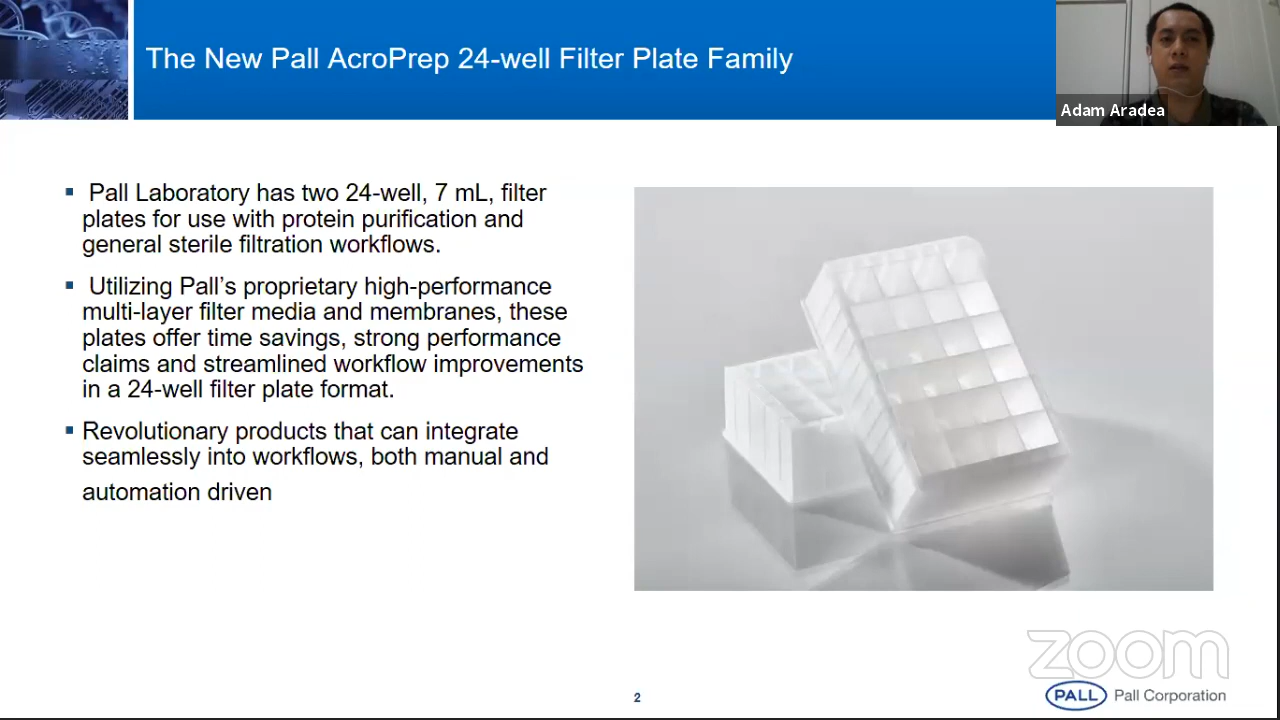 The New Pall AcroPrep 24-well Filter Plate Family
Adam Aradea
▪ Pall Laboratory has two 24-well, 7 mL, filter
plates for use with protein purification and
general sterile filtration workflows.
▪ Utilizing Pall’s proprietary high-performance
multi-layer filter media and membranes, these
plates offer time savings, strong performance
claims and streamlined workflow improvements
in a 24-well filter plate format.
▪ Revolutionary products that can integrate
seamlessly into workflows, both manual and
automation driven
zoom
2
PALL Pall Corporation